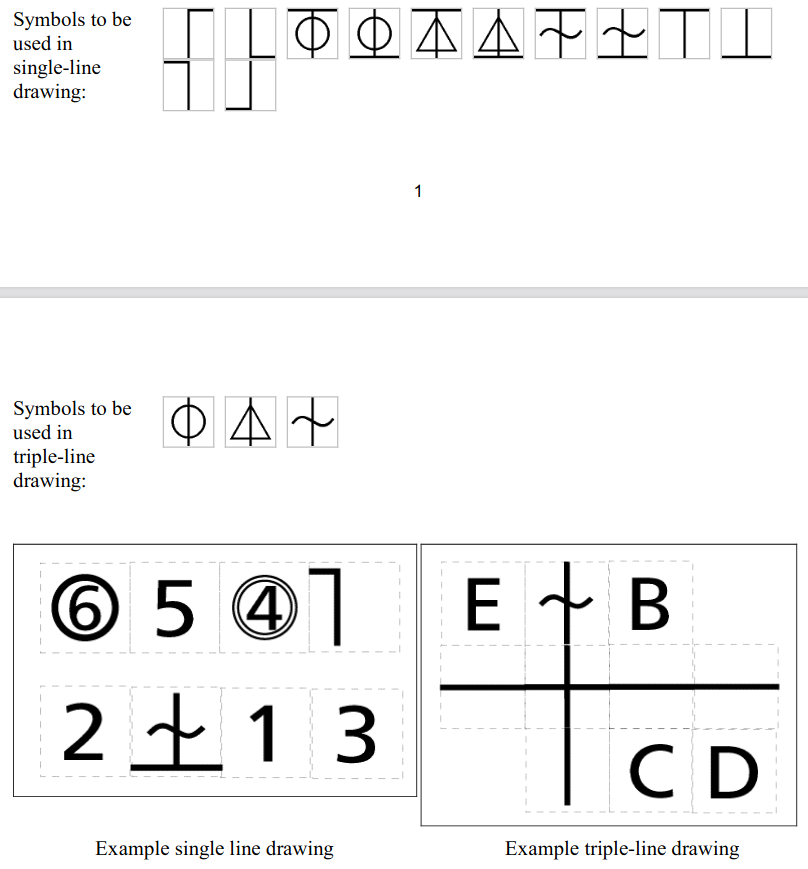 Symbols to be
used in
single-line
drawing:
1
Symbols to be
used in
triple-line
drawing:
⑥ 5 ④
2 1 3
E B
C D
Example single line drawing
Example triple-line drawing